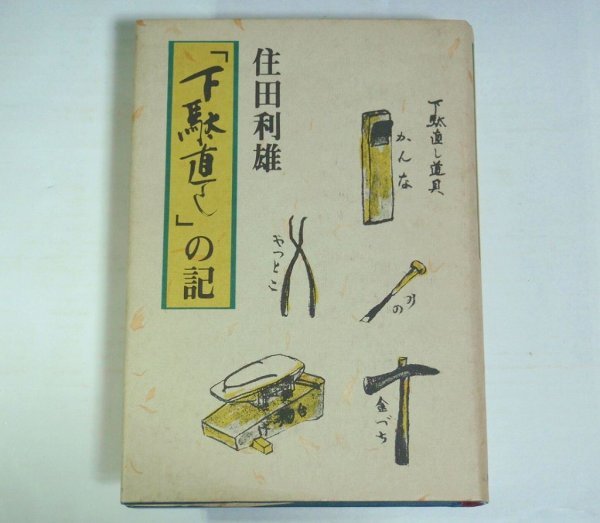 「下駄直し」の記
住田利雄
下駄直し道具
かんな
やっとこ
のみ
金づち